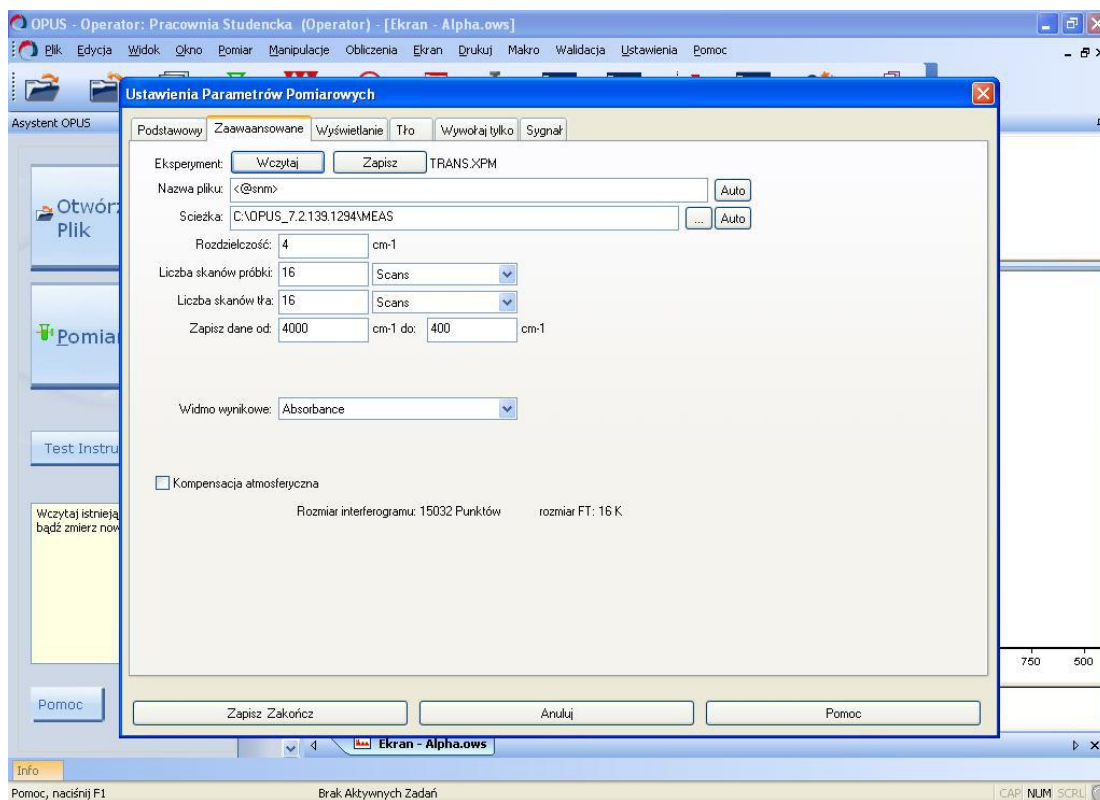 OPUS - Operator: Pracownia Studencka (Operator) - [Ekran - Alpha.ows]
Plik Edycja Widok Okno Pomiar Manipulacje Obliczenia Ekran Drukuj Makro Walidacja Ustawienia Pomoc
Ustawienia Parametrów Pomiarowych
Asystent OPUS
Podstawowy Zaawaansowane Wyświetlanie Tło Wywołaj tylko Sygnał
Eksperyment: Wczytaj Zapisz TRANS.XPM
Nazwa pliku: <@snm> Auto
Scieżka: C:\OPUS_7.2.139.1294\MEAS ... Auto
Otwórz
Plik
Rozdzielczość: 4 cm-1
Liczba skanów próbki: 16 Scans
Liczba skanów tła: 16 Scans
Zapisz dane od: 4000 cm-1 do: 400 cm-1
Pomia
Widmo wynikowe: Absorbance
Test Instru
Kompensacja atmosferyczna
Rozmiar interferogramu: 15032 Punktów rozmiar FT: 16 K
Wczytaj istnieją
bądź zmierz now
750 500
Pomoc
Zapisz Zakończ Anuluj Pomoc
Ekran - Alpha.ows
Info
Pomoc, naciśnij F1 Brak Aktywnych Zadań CAP NUM SCRL